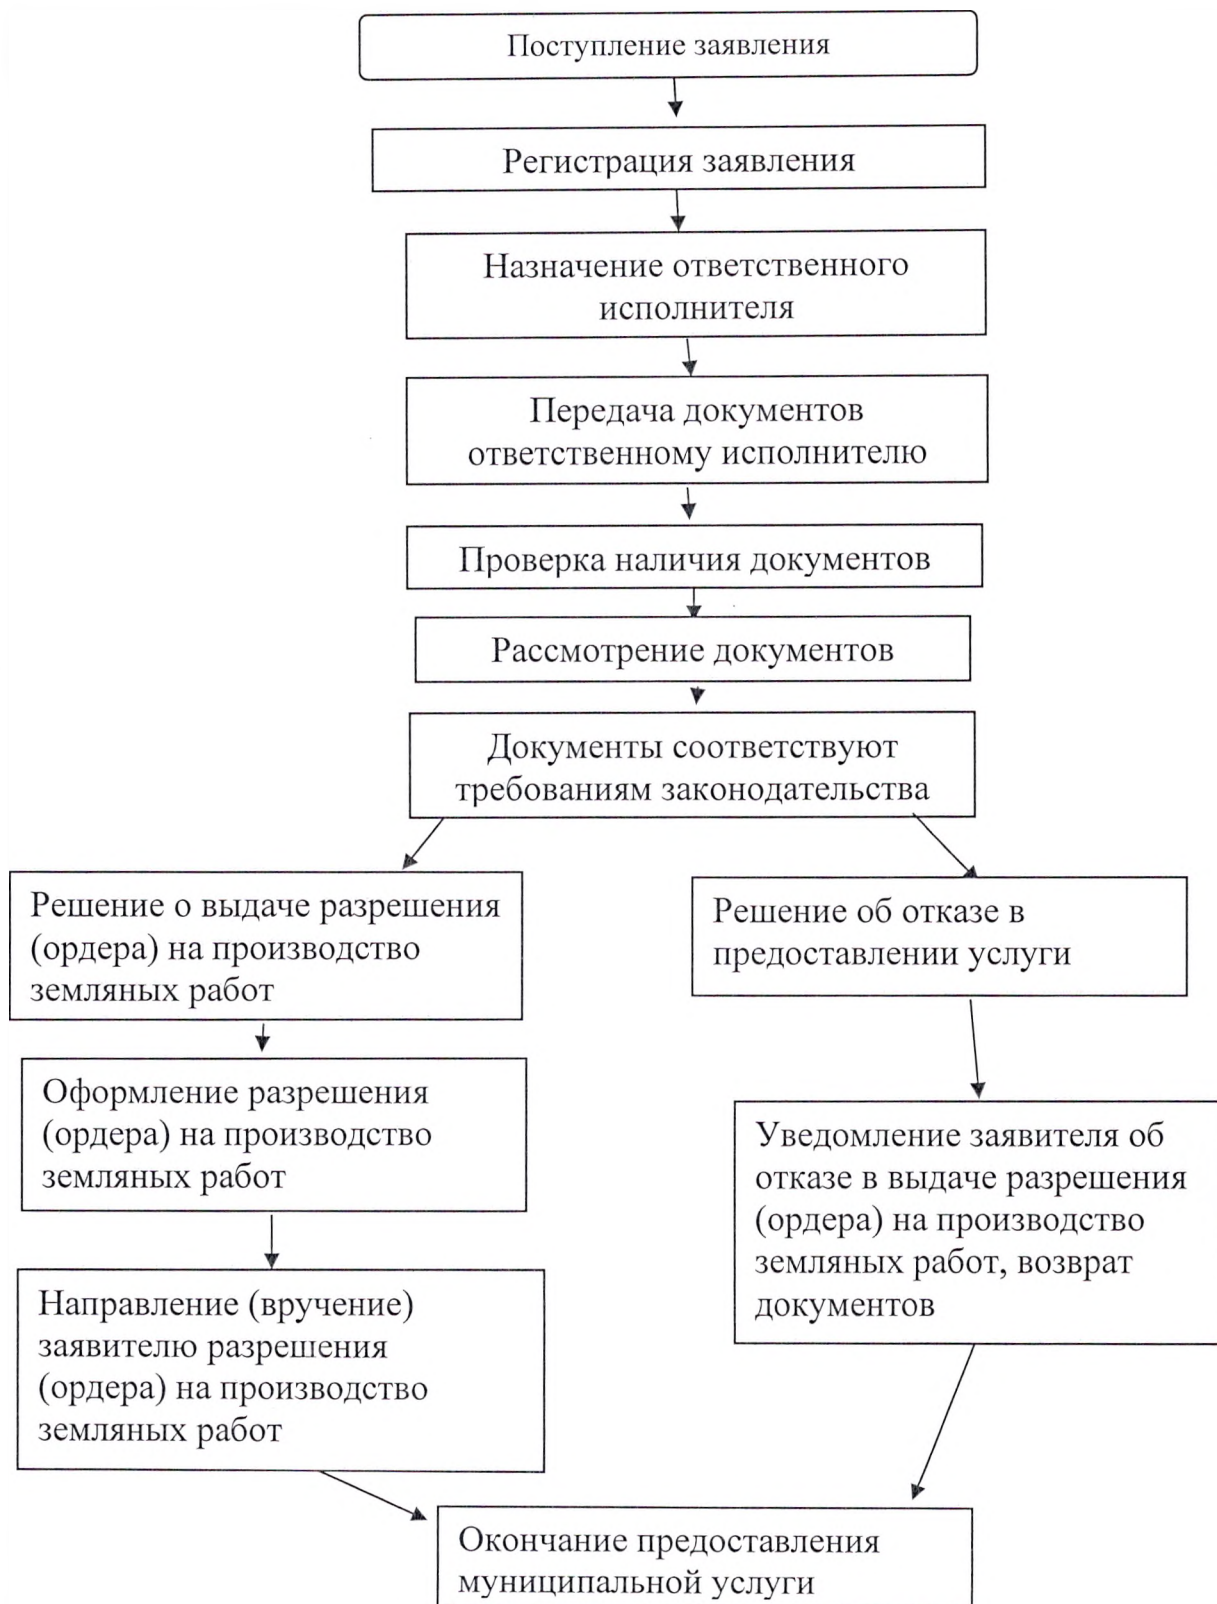 Поступление заявления
Регистрация заявления
Назначение ответственного
исполнителя
Передача документов
ответственному исполнителю
Проверка наличия документов
Рассмотрение документов
Документы соответствуют
требованиям законодательства
Решение о выдаче разрешения
(ордера) на производство
земляных работ
Оформление разрешения
(ордера) на производство
земляных работ
Направление (вручение)
заявителю разрешения
(ордера) на производство
земляных работ
Решение об отказе в
предоставлении услуги
Уведомление заявителя об
отказе в выдаче разрешения
(ордера) на производство
земляных работ, возврат
документов
Окончание предоставления
муниципальной услуги